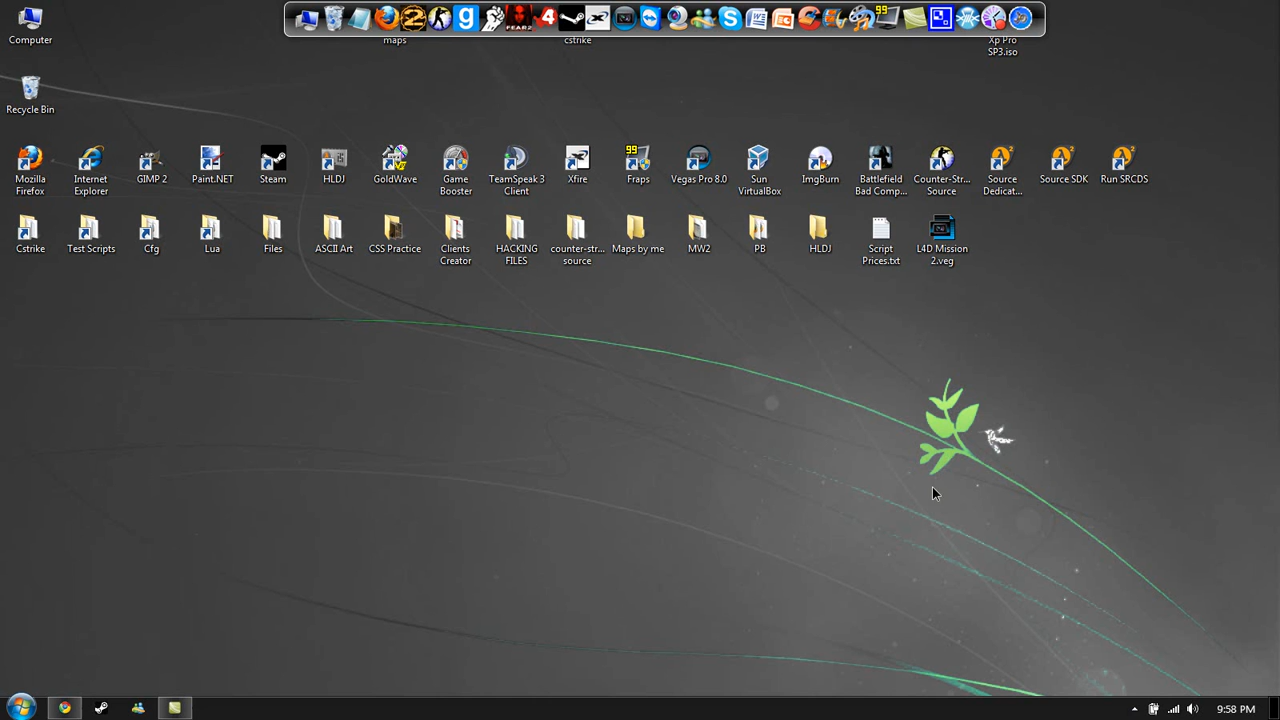 Computer
maps
cstrike
Xp Pro
SP3.iso
Recycle Bin
Mozilla
Firefox
Internet
Explorer
GIMP 2
Paint.NET
Steam
HLDJ
GoldWave
Game
Booster
TeamSpeak 3
Client
Xfire
Fraps
Vegas Pro 8.0
Sun
VirtualBox
ImgBurn
Battlefield
Bad Comp...
Counter-Str...
Source
Source
Dedicat...
Source SDK
Run SRCDS
Cstrike
Test Scripts
Cfg
Lua
Files
ASCII Art
CSS Practice
Clients
Creator
HACKING
FILES
counter-str...
source
Maps by me
MW2
PB
HLDJ
Script
Prices.txt
L4D Mission
2.veg
9:58 PM